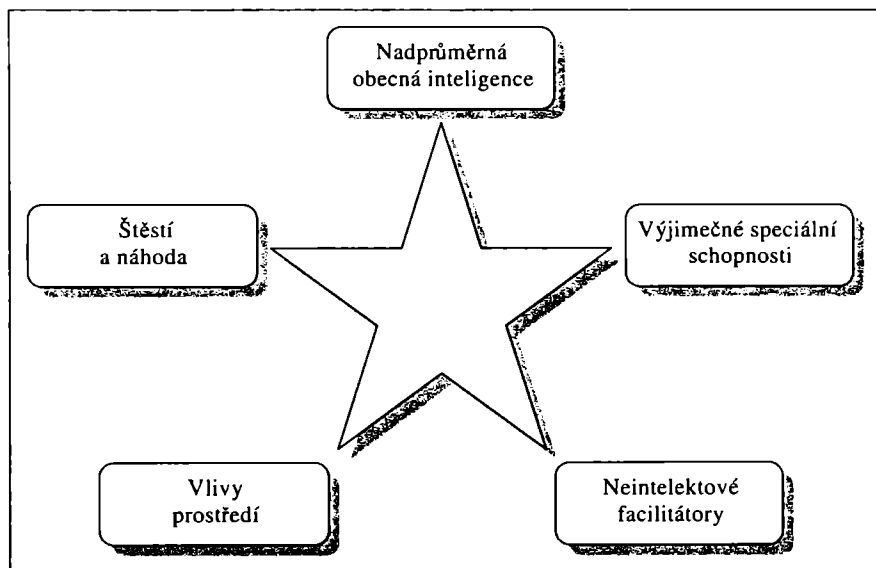 Nadprůměrná
obecná inteligence
Štěstí
a náhoda
Výjimečné speciální
schopnosti
Vlivy
prostředí
Neintelektové
facilitátory